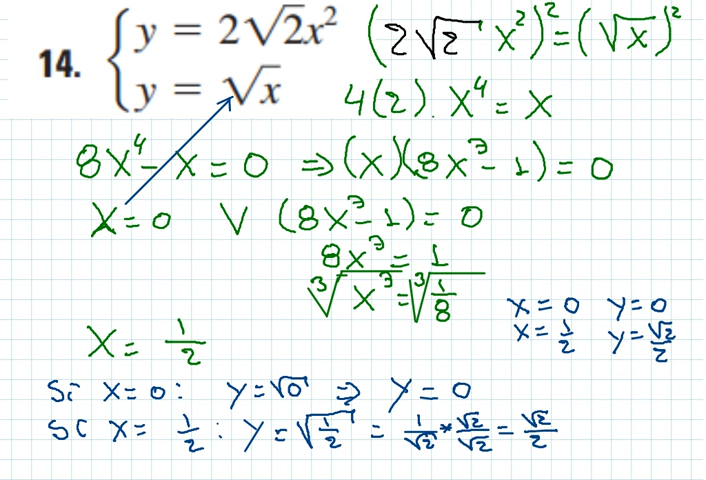 14. { y = 2√2x²   (2√2 x²)² = (√x)²
y = √x   4(2). x⁴ = x
8x⁴ - x = 0 ⇒ (x)(8x³ - 1) = 0
x = 0 V (8x³ - 1) = 0
8x³ = 1
∛x³ = ∛(1/8)
x = 0   y = 0
x = 1/2   y = √2/2
x = 1/2
Si x = 0 : y = √0 ⇒ y = 0
Si x = 1/2 : y = √(1/2) = 1/√2 * √2/√2 = √2/2